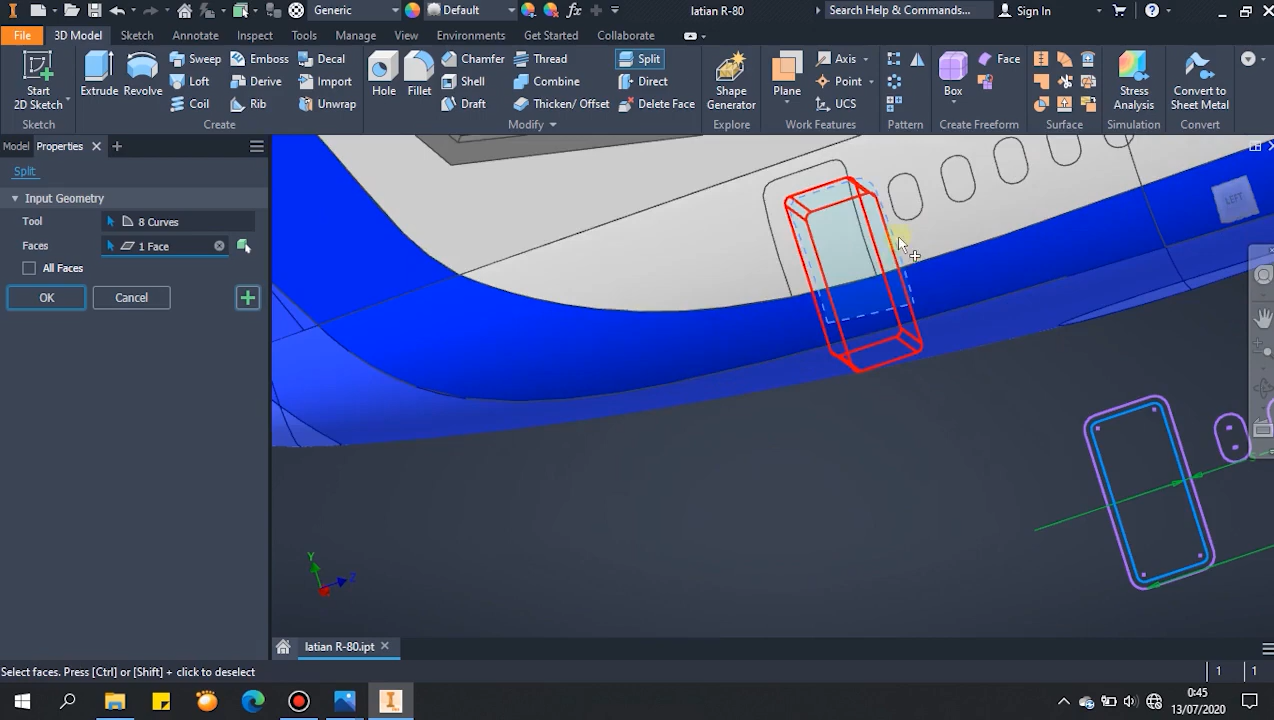 Generic
Default
latian R-80
Search Help & Commands...
Sign In
File
3D Model
Sketch
Annotate
Inspect
Tools
Manage
View
Environments
Get Started
Collaborate
Start
2D Sketch
Extrude
Revolve
Sweep
Emboss
Decal
Loft
Derive
Import
Coil
Rib
Unwrap
Hole
Fillet
Chamfer
Thread
Split
Shell
Combine
Direct
Draft
Thicken/ Offset
Delete Face
Shape
Generator
Plane
Axis
Point
UCS
Box
Face
Stress
Analysis
Convert to
Sheet Metal
Sketch
Create
Modify
Explore
Work Features
Pattern
Create Freeform
Surface
Simulation
Convert
Model
Properties
Split
Input Geometry
Tool
8 Curves
Faces
1 Face
All Faces
OK
Cancel
LEFT
Y
Z
latian R-80.ipt
Select faces. Press [Ctrl] or [Shift] + click to deselect
1
1
0:45
13/07/2020